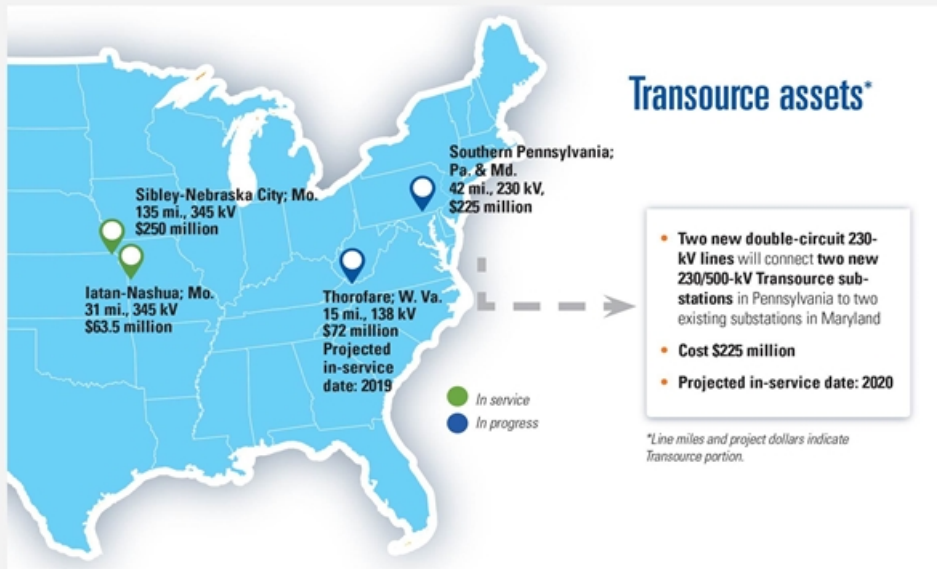 Transource assets*
Southern Pennsylvania;
Pa. & Md.
42 mi., 230 kV,
$225 million
Sibley-Nebraska City; Mo.
135 mi., 345 kV
$250 million
Iatan-Nashua; Mo.
31 mi., 345 kV
$63.5 million
Thorofare; W. Va.
15 mi., 138 kV
$72 million
Projected
in-service
date: 2019
In service
In progress
• Two new double-circuit 230-
kV lines will connect two new
230/500-kV Transource sub-
stations in Pennsylvania to two
existing substations in Maryland
• Cost $225 million
• Projected in-service date: 2020
*Line miles and project dollars indicate
Transource portion.